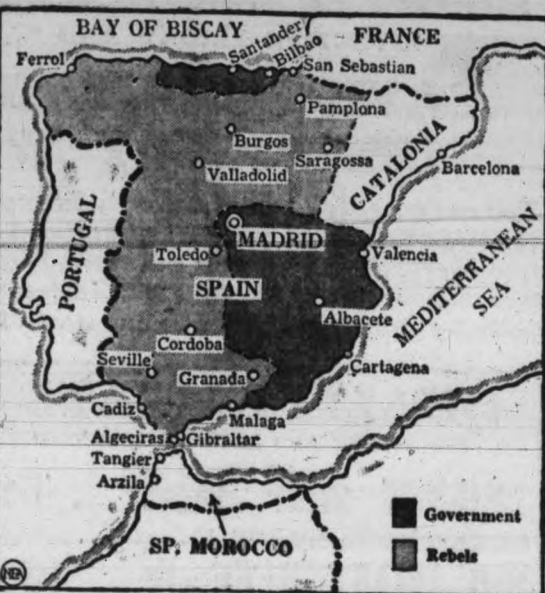 BAY OF BISCAY
FRANCE
Ferrol
Santander
Bilbao
San Sebastian
Pamplona
Burgos
Saragossa
Valladolid
CATALONIA
Barcelona
PORTUGAL
MADRID
Toledo
Valencia
SPAIN
MEDITERRANEAN
SEA
Albacete
Cordoba
Seville
Granada
Cartagena
Cadiz
Malaga
Algeciras
Gibraltar
Tangier
Arzila
SP. MOROCCO
Government
Rebels
NEA